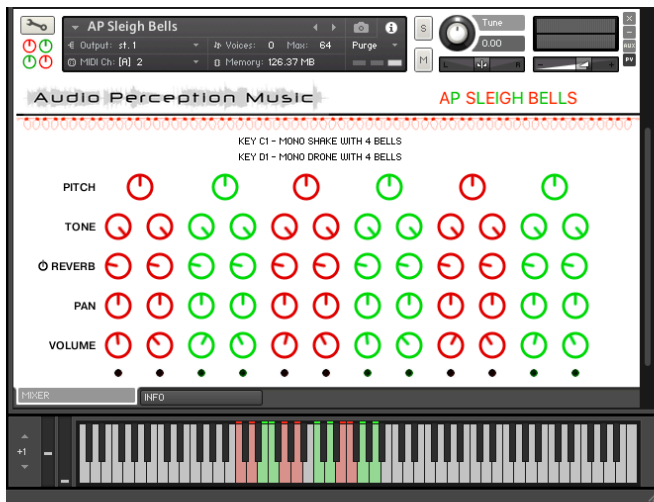 AP Sleigh Bells
Output: st. 1
Voices: 0 Max: 64
Purge
MIDI Ch: [A] 2
Memory: 126.37 MB
S
M
Tune
0.00
L
R
AUX
PV
Audio Perception Music
AP SLEIGH BELLS
KEY C1 - MONO SHAKE WITH 4 BELLS
KEY D1 - MONO DRONE WITH 4 BELLS
PITCH
TONE
REVERB
PAN
VOLUME
MIXER
INFO
+1